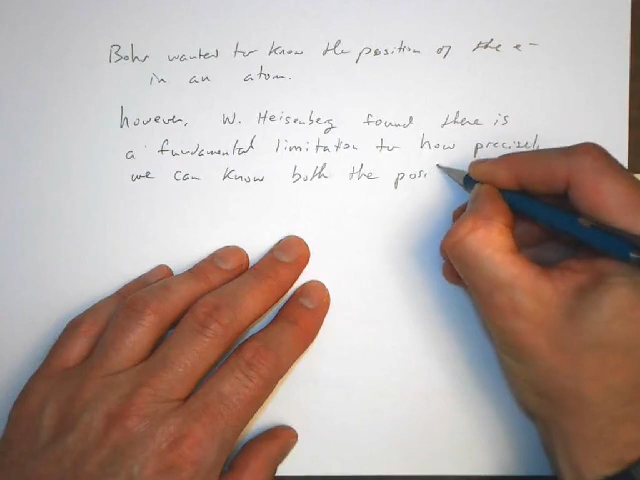 Bohr wanted to know the position of the e-
in an atom.
however, W. Heisenberg found there is
a fundamental limitation to how precisely
we can know both the posi